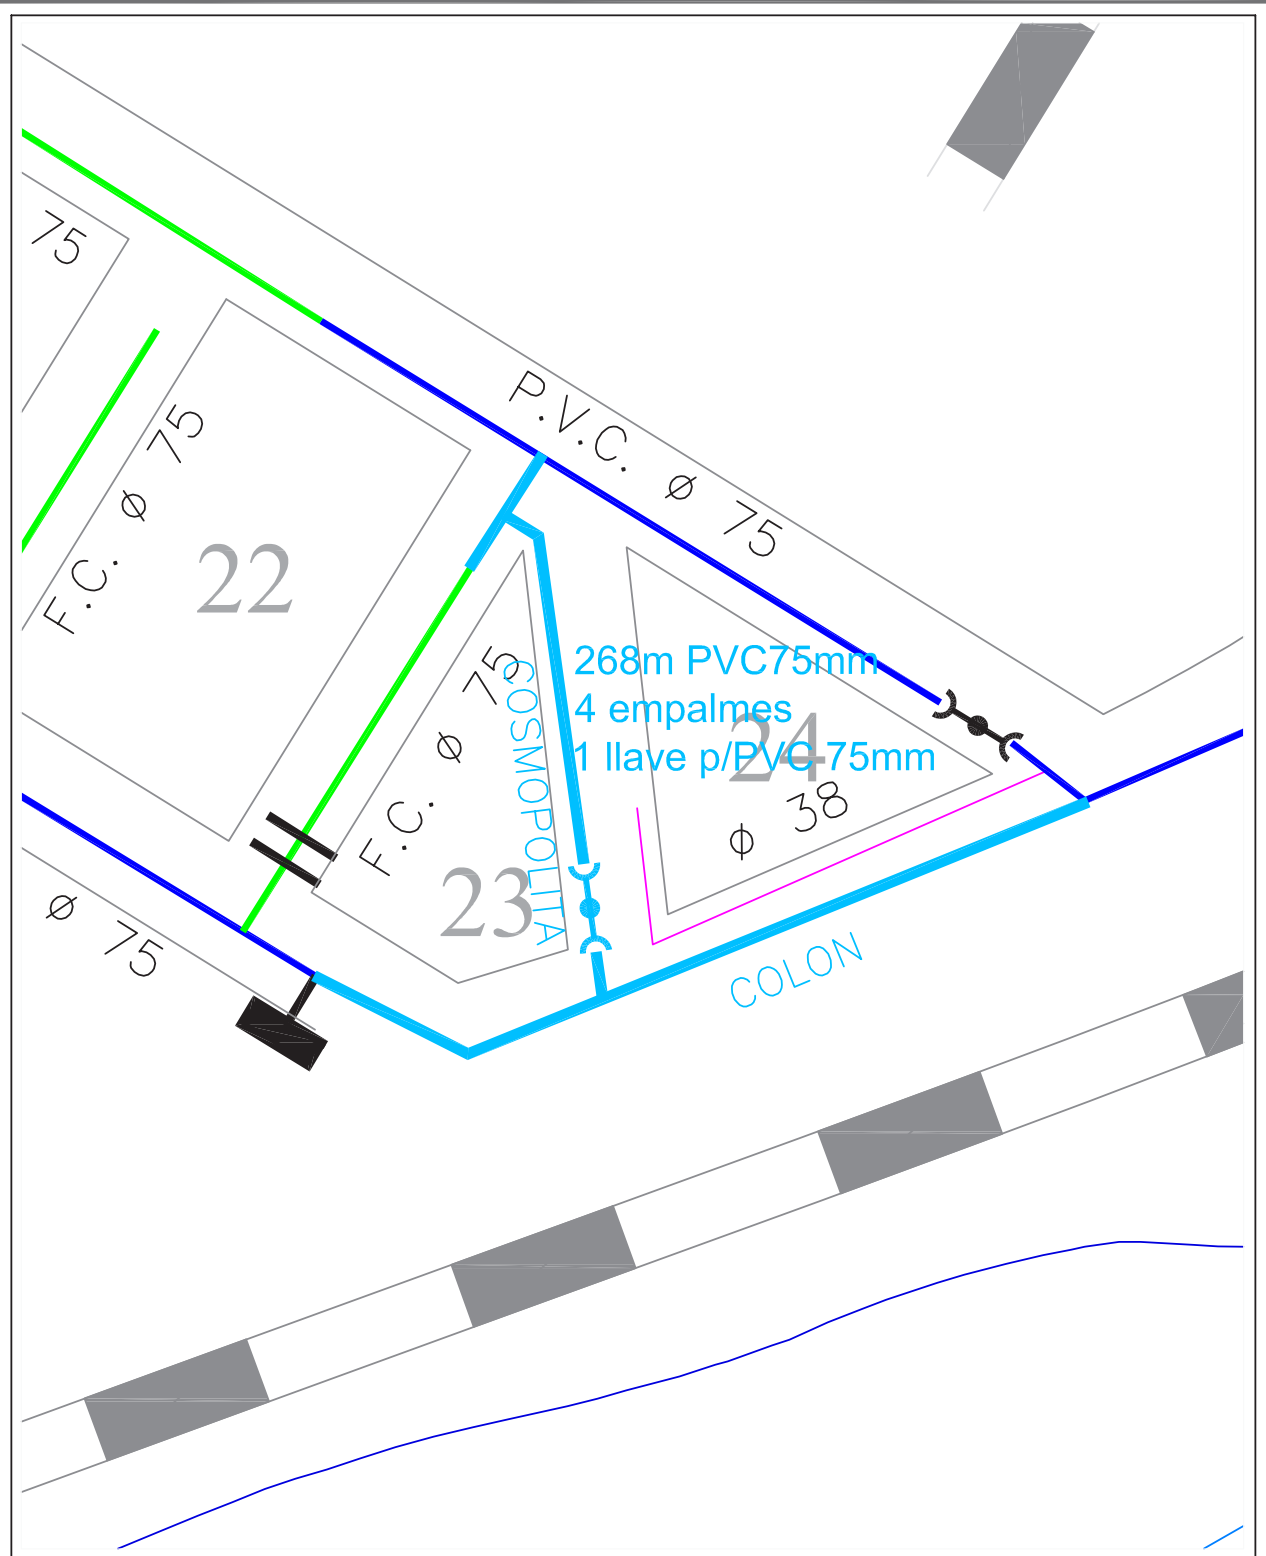 75
P.V.C. ø 75
F.C. ø 75
22
F.C. ø 75
268m PVC75mm
4 empalmes
1 llave p/PVC 75mm
COSMOPOLITA
24
ø 38
23
ø 75
COLON